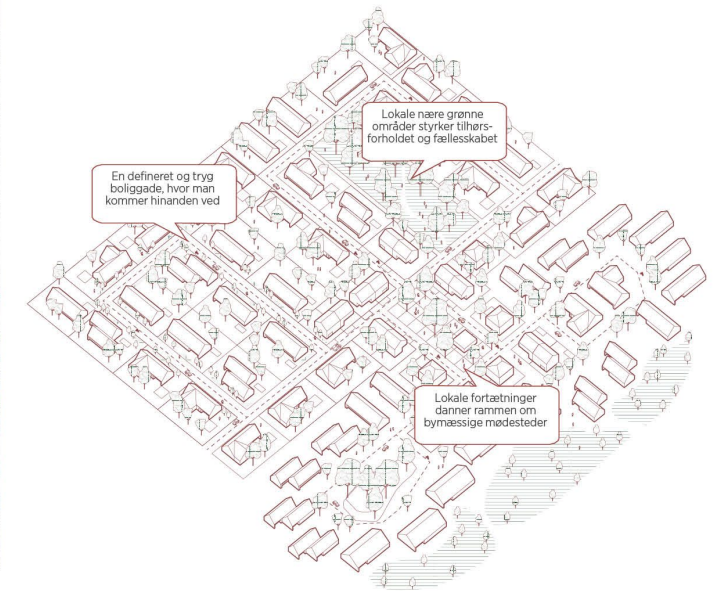 Lokale nære grønne
områder styrker tilhørs-
forholdet og fællesskabet
En defineret og tryg
boliggade, hvor man
kommer hinanden ved
Lokale fortætninger
danner rammen om
bymæssige mødesteder